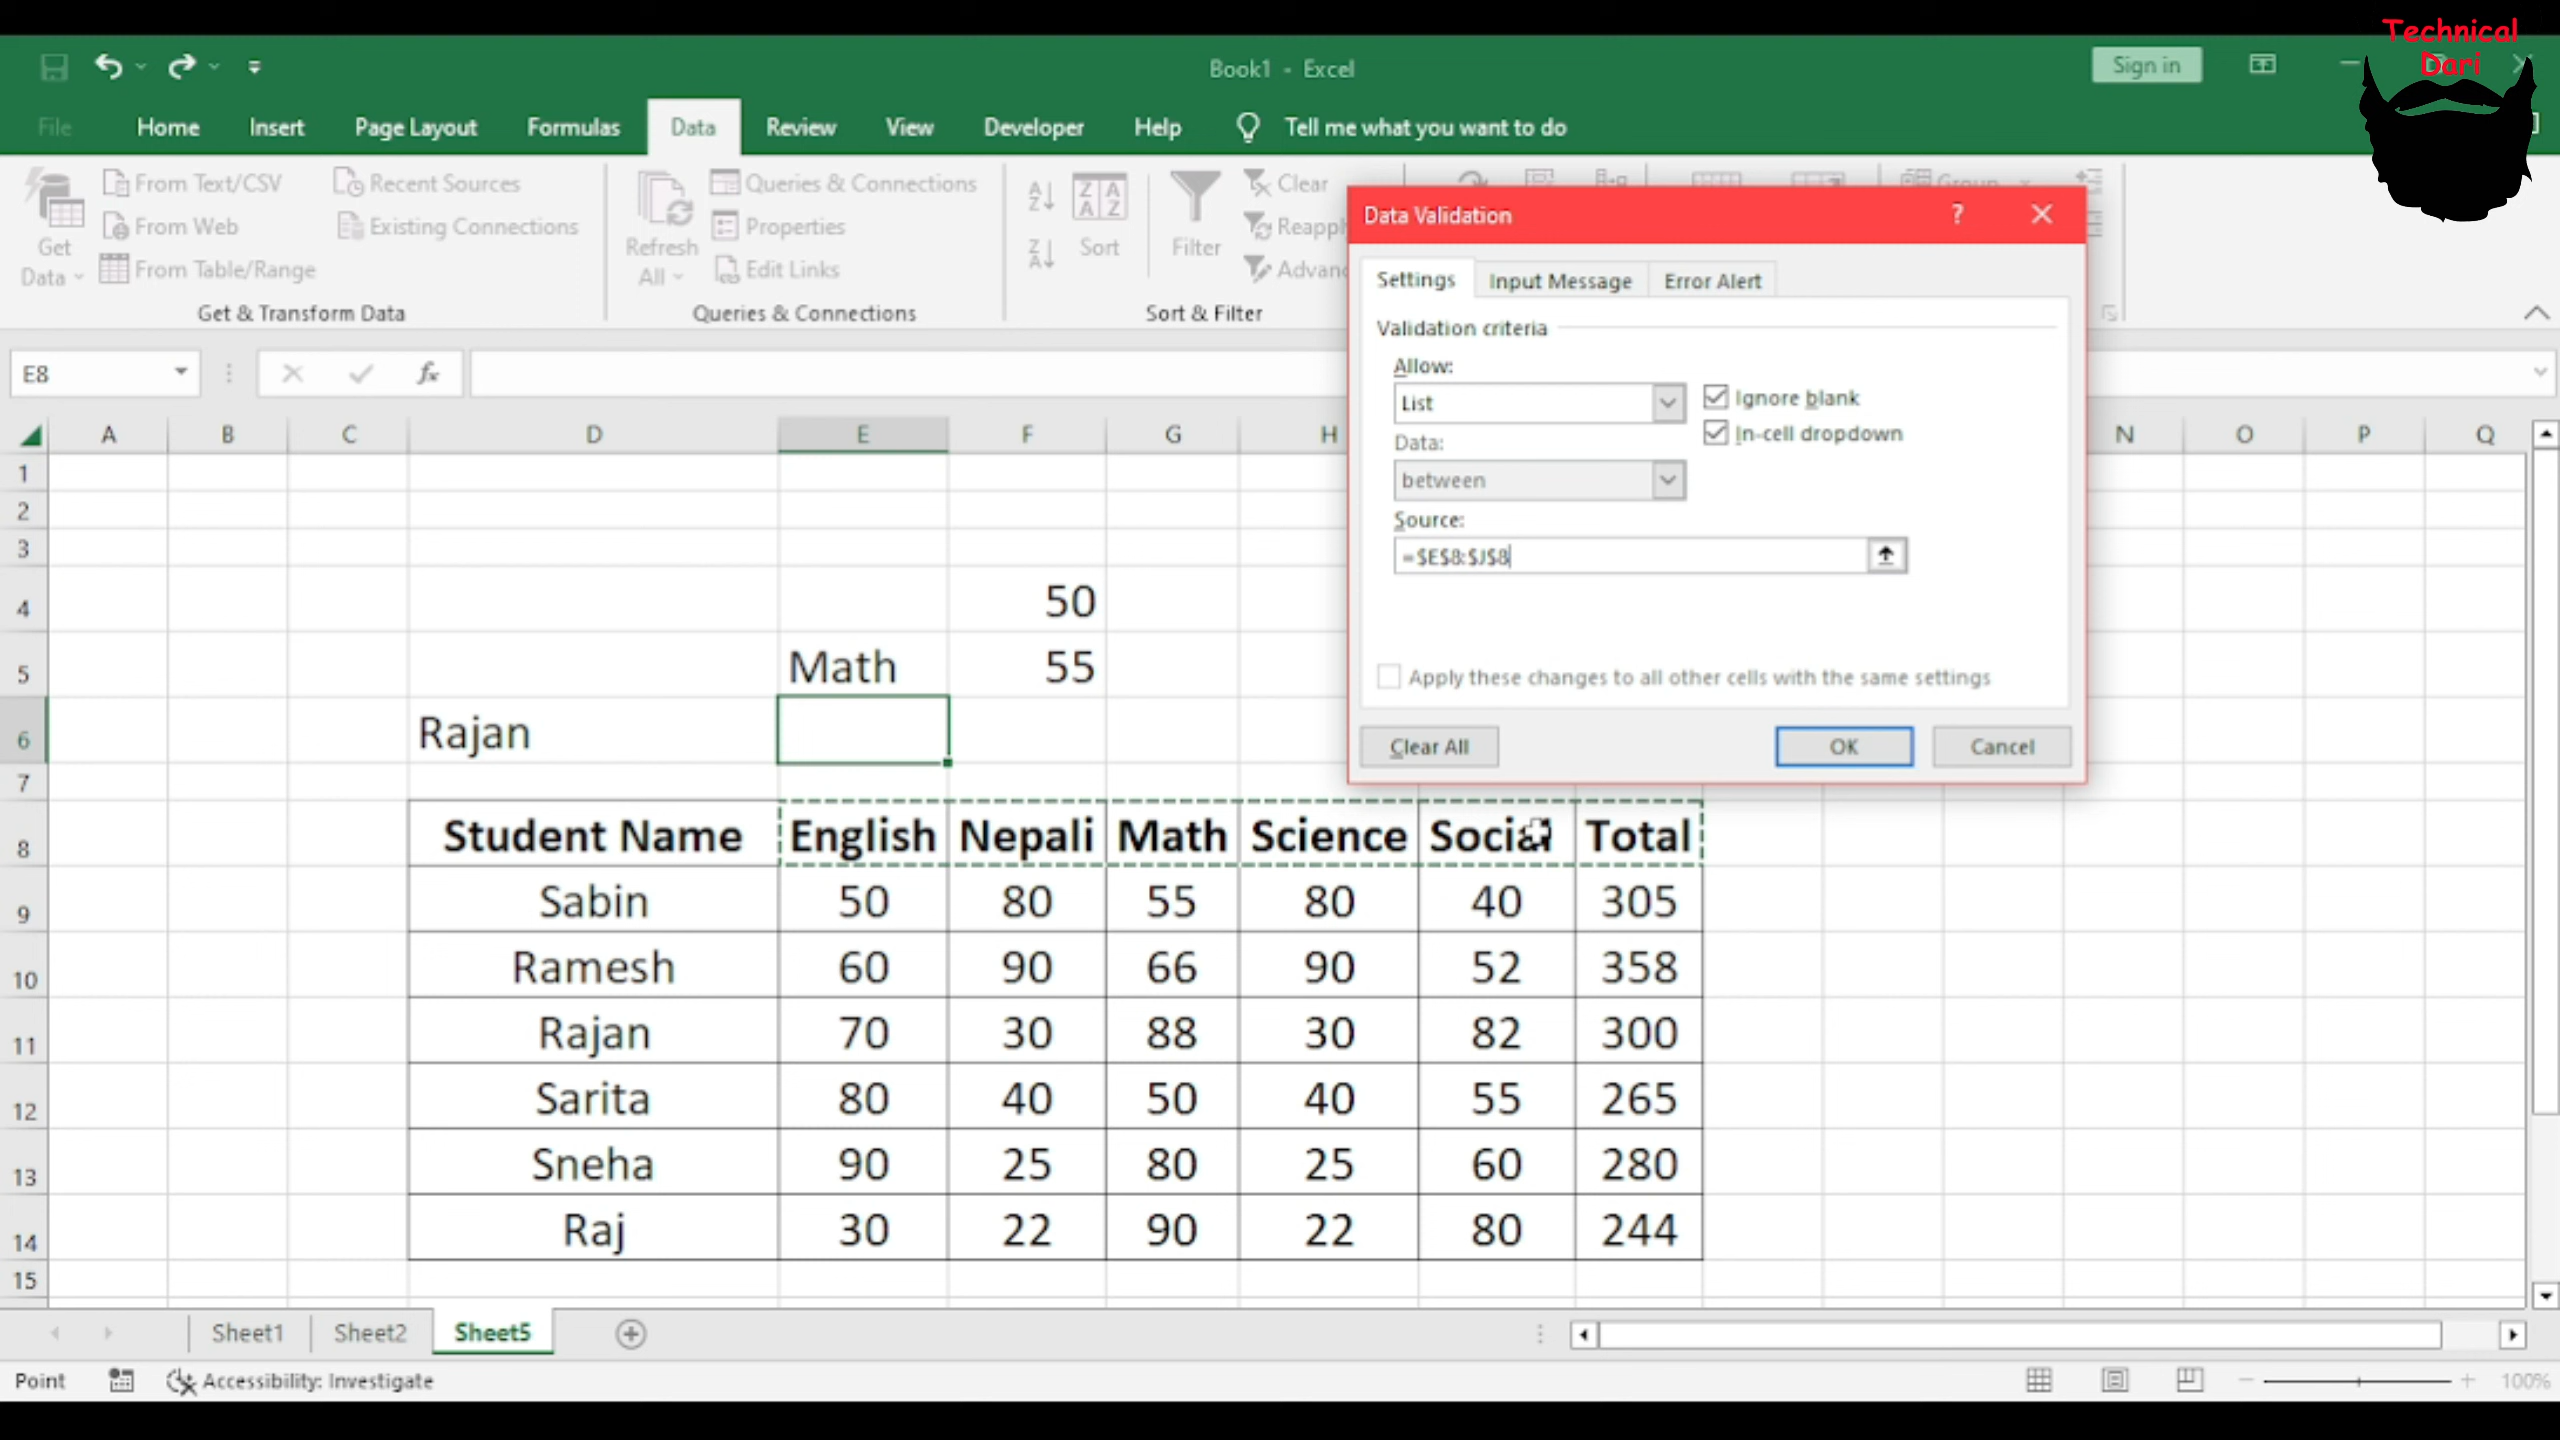 Technical
Dari
Book1 - Excel
Sign in
File Home Insert Page Layout Formulas Data Review View Developer Help Tell me what you want to do
Get Data
From Text/CSV
From Web
From Table/Range
Recent Sources
Existing Connections
Get & Transform Data
Refresh All
Queries & Connections
Properties
Edit Links
Queries & Connections
Sort
Filter
Clear
Reapply
Sort & Filter
Group
Data Validation ? X
Settings Input Message Error Alert
Validation criteria
Allow:
List
Ignore blank
In-cell dropdown
Data:
between
Source:
=$E$8:$J$8
Apply these changes to all other cells with the same settings
Clear All OK Cancel
E8 fx
A B C D E F G H N O P Q
1
2
3
4 50
5 Math 55
6 Rajan
7
8 Student Name English Nepali Math Science Social Total
9 Sabin 50 80 55 80 40 305
10 Ramesh 60 90 66 90 52 358
11 Rajan 70 30 88 30 82 300
12 Sarita 80 40 50 40 55 265
13 Sneha 90 25 80 25 60 280
14 Raj 30 22 90 22 80 244
15
Sheet1 Sheet2 Sheet5
Point Accessibility: Investigate 100%